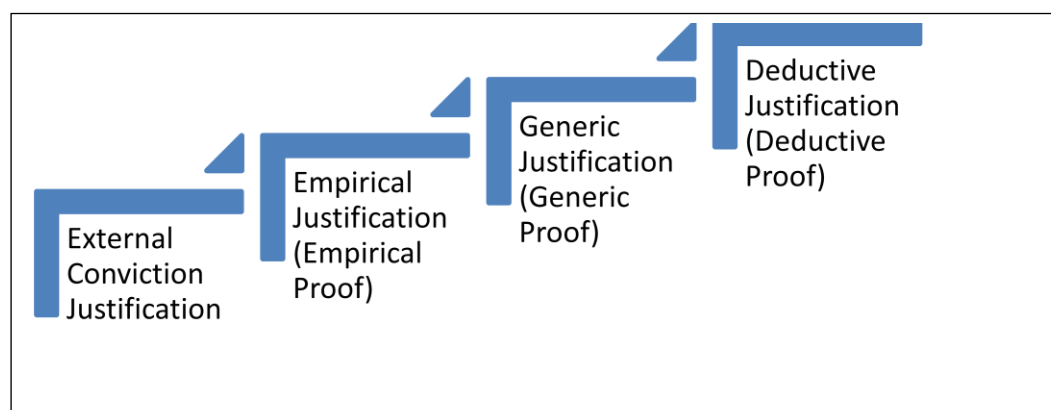 External
Conviction
Justification
Empirical
Justification
(Empirical
Proof)
Generic
Justification
(Generic
Proof)
Deductive
Justification
(Deductive
Proof)